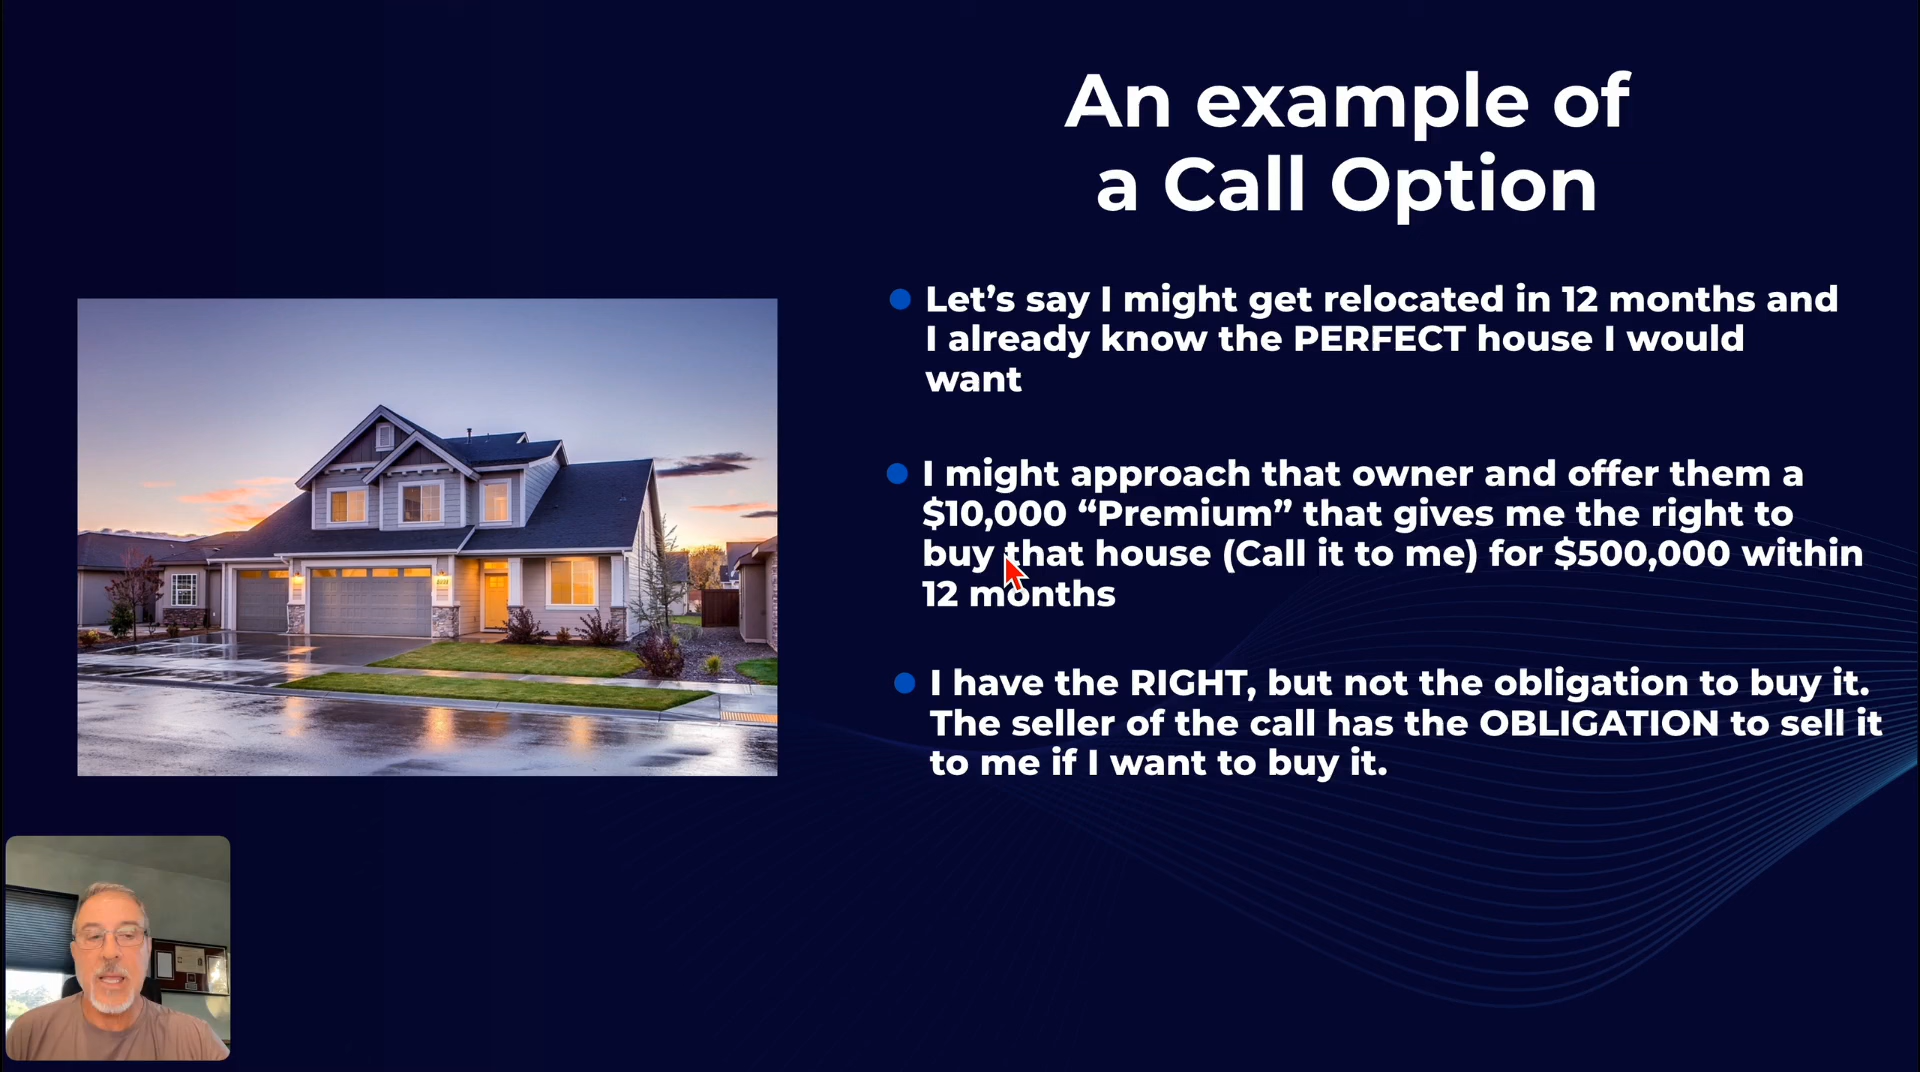 An example of
a Call Option
Let’s say I might get relocated in 12 months and
I already know the PERFECT house I would
want
I might approach that owner and offer them a
$10,000 “Premium” that gives me the right to
buy that house (Call it to me) for $500,000 within
12 months
I have the RIGHT, but not the obligation to buy it.
The seller of the call has the OBLIGATION to sell it
to me if I want to buy it.